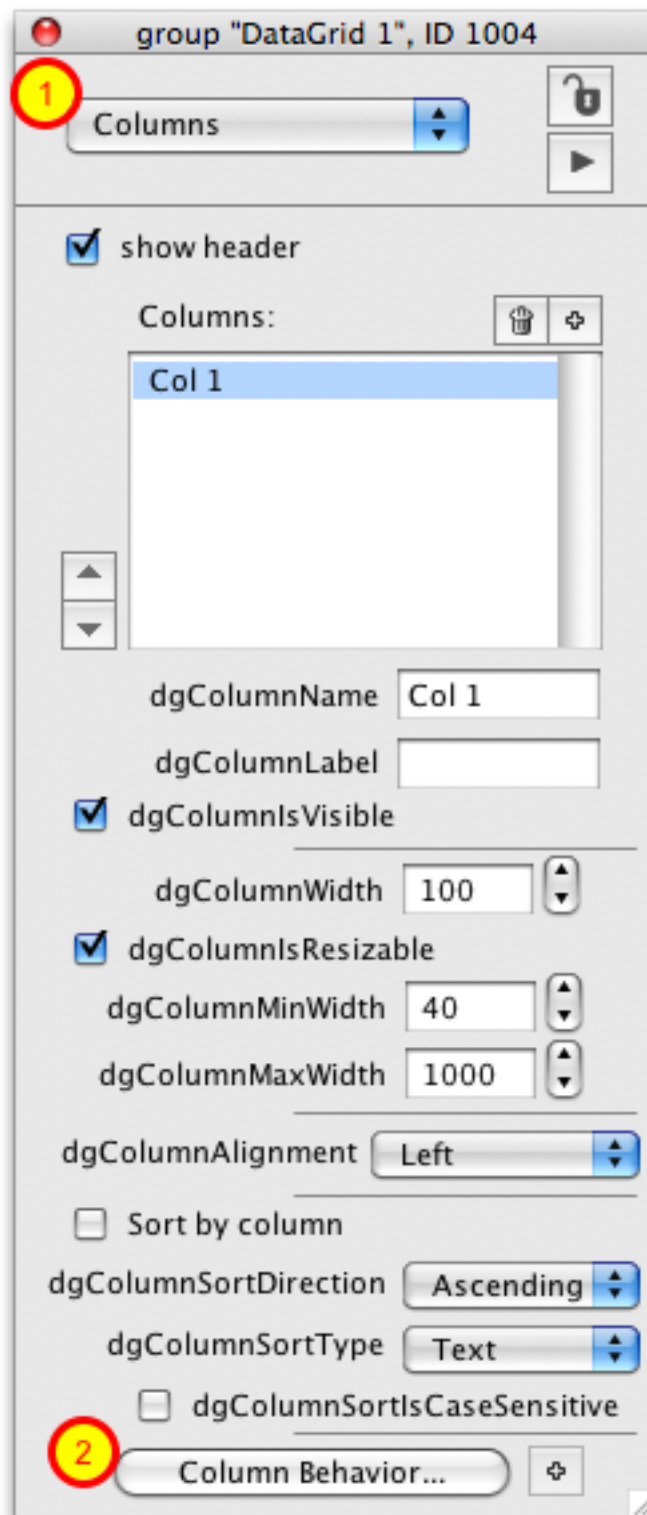 group "DataGrid 1", ID 1004
1
Columns
show header
Columns:
Col 1
dgColumnName Col 1
dgColumnLabel
dgColumnIsVisible
dgColumnWidth 100
dgColumnIsResizable
dgColumnMinWidth 40
dgColumnMaxWidth 1000
dgColumnAlignment Left
Sort by column
dgColumnSortDirection Ascending
dgColumnSortType Text
dgColumnSortIsCaseSensitive
2
Column Behavior...